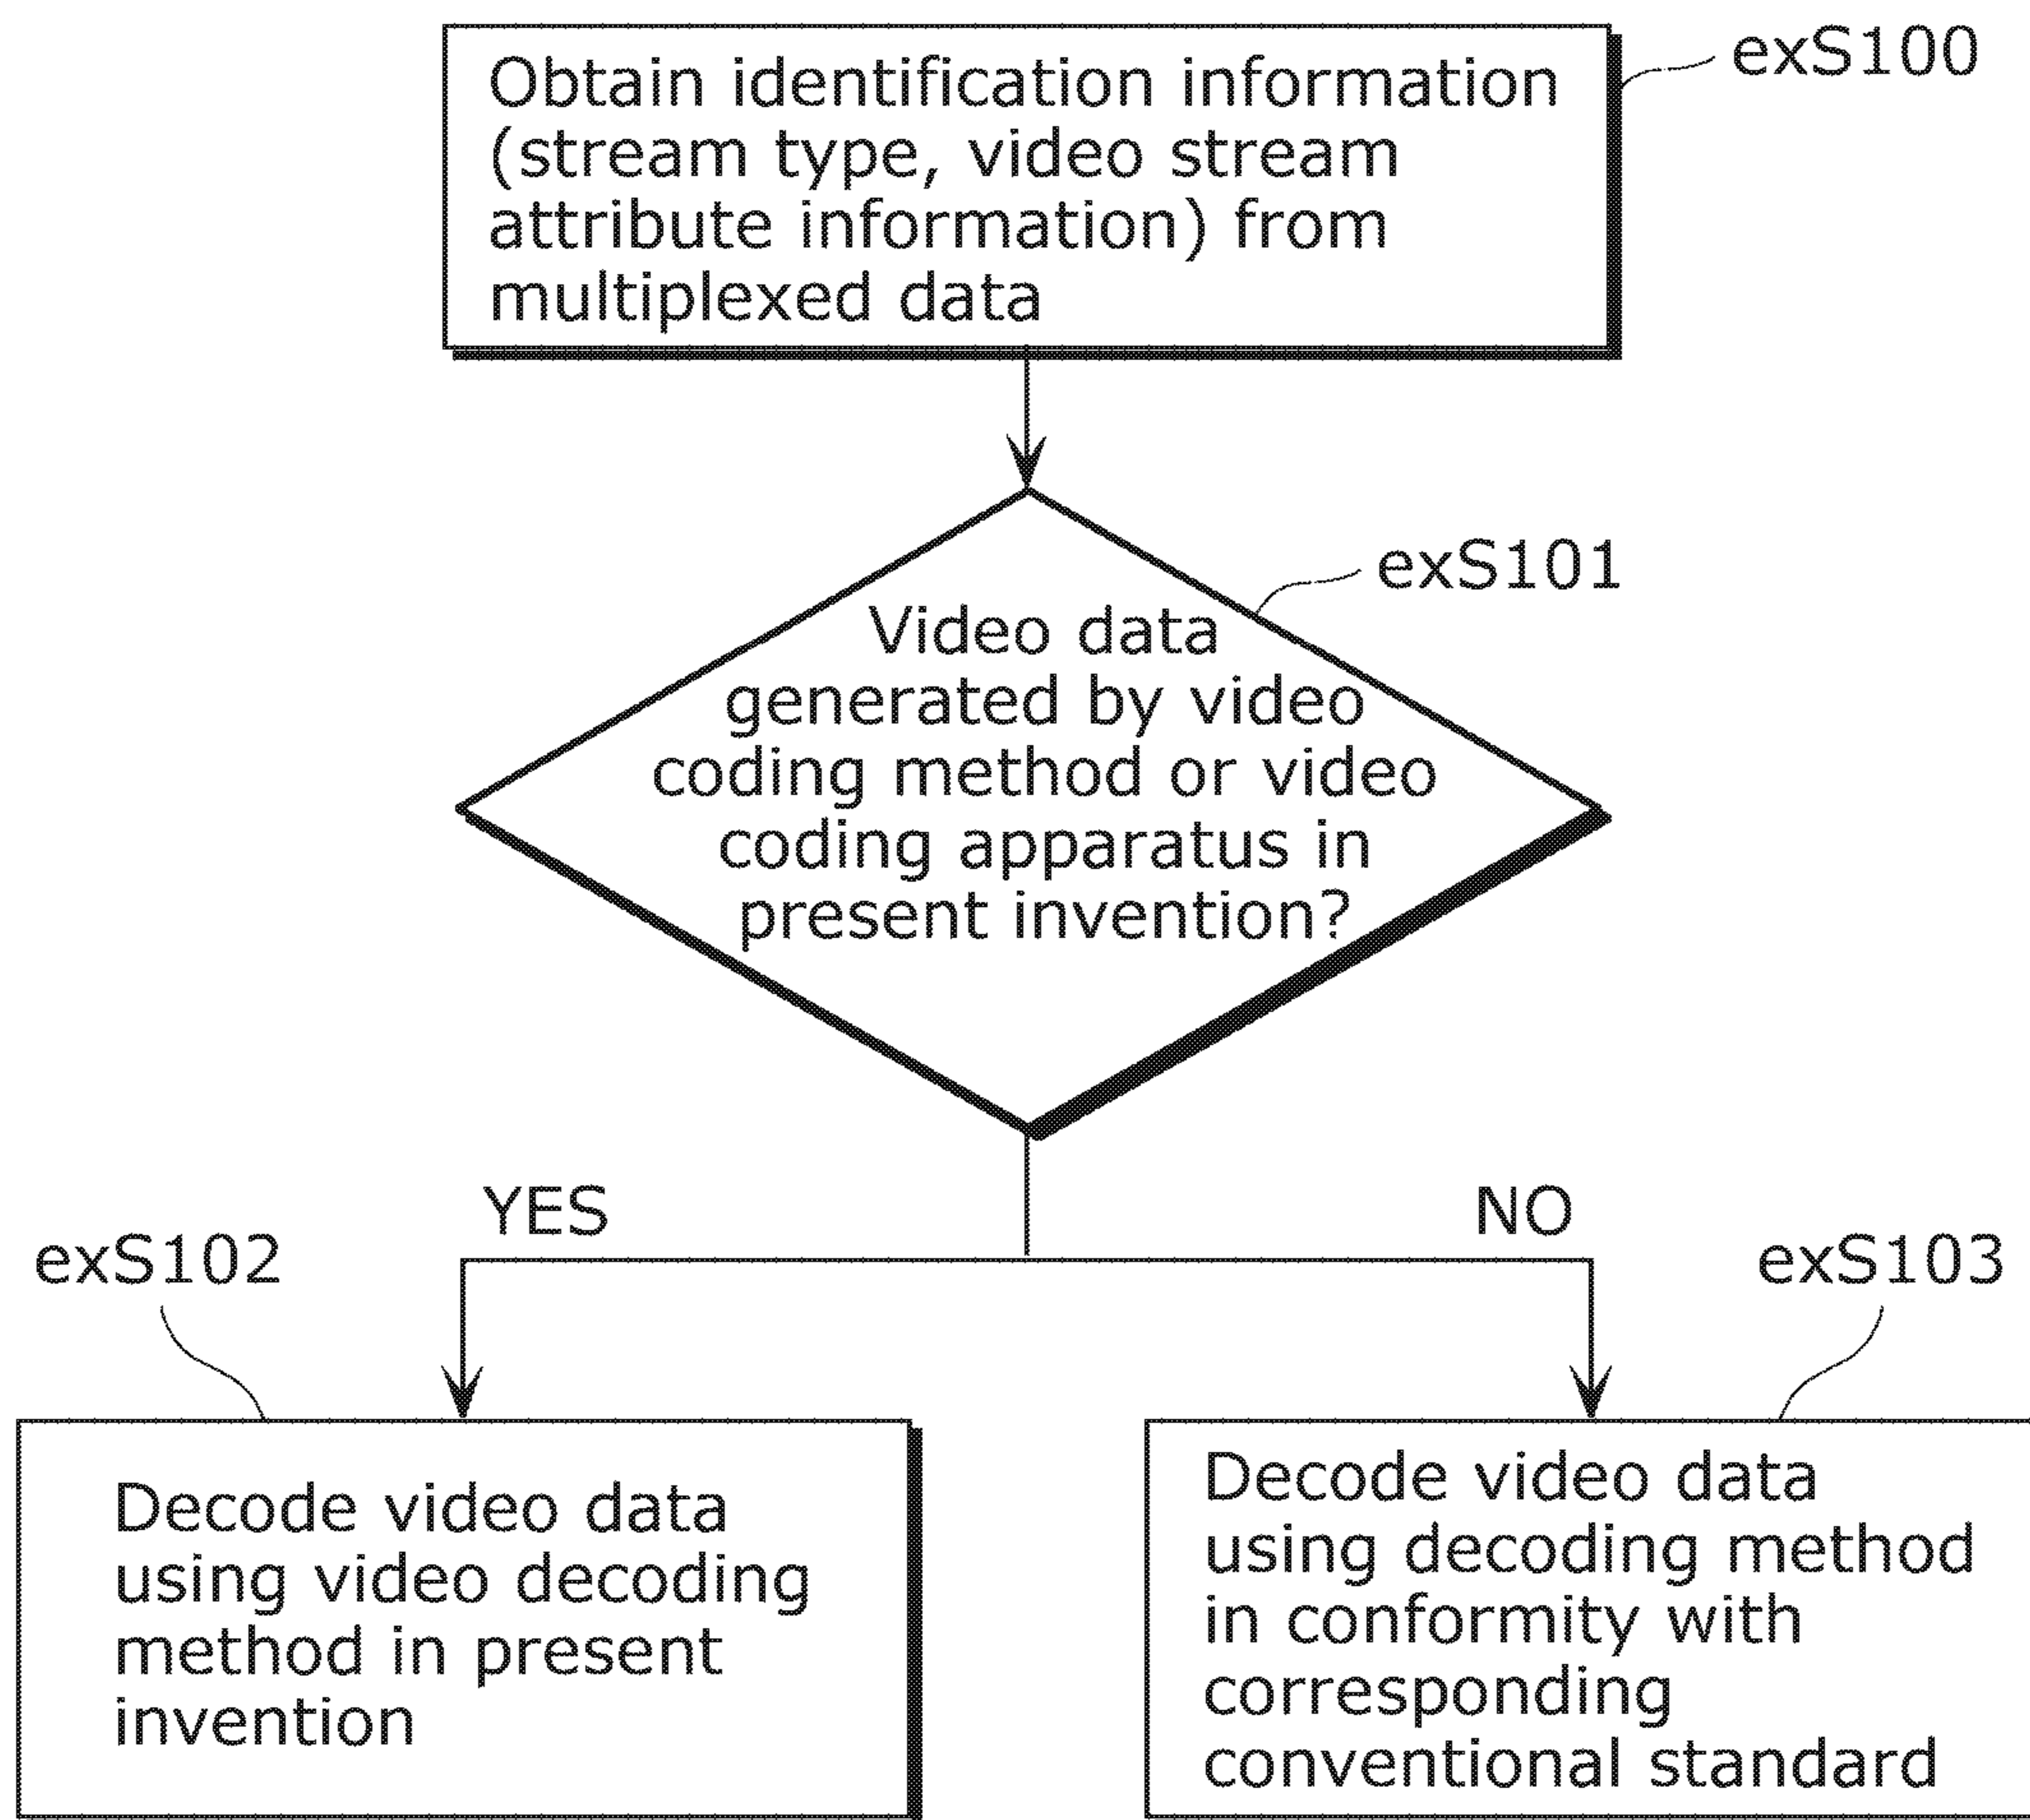 Obtain identification information
(stream type, video stream
attribute information) from
multiplexed data
exS100
exS101
Video data
generated by video
coding method or video
coding apparatus in
present invention?
YES
NO
exS102
exS103
Decode video data
using video decoding
method in present
invention
Decode video data
using decoding method
in conformity with
corresponding
conventional standard